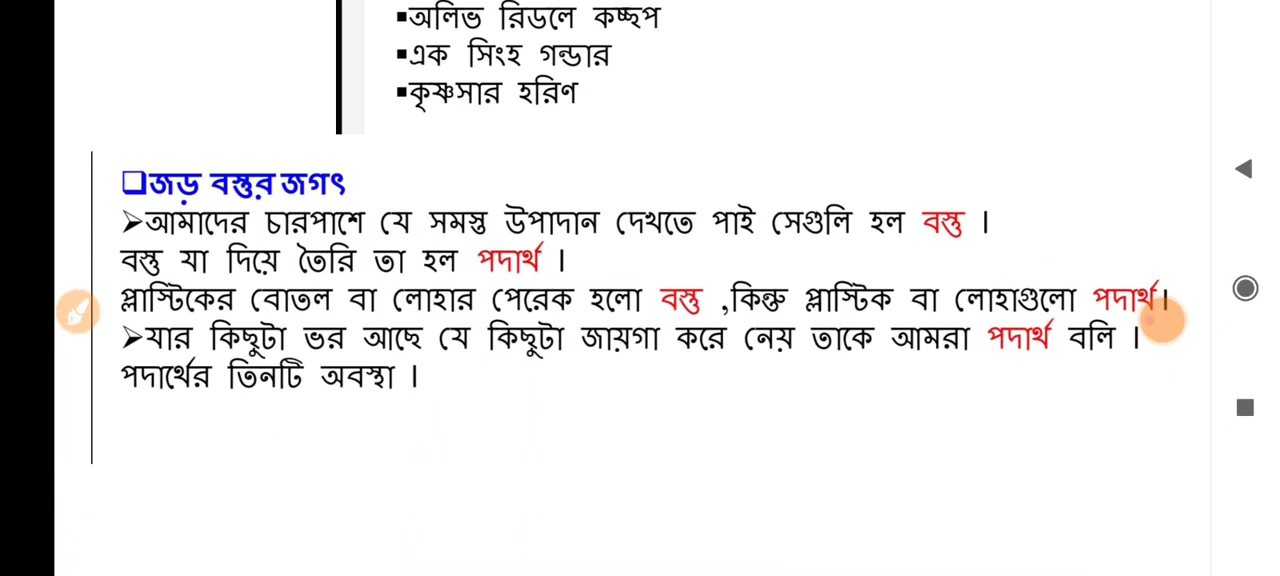 ▪অলিভ রিডলে কচ্ছপ
▪এক সিংহ গন্ডার
▪কৃষ্ণসার হরিণ
❑জড় বস্তুর জগৎ
➢আমাদের চারপাশে যে সমস্ত উপাদান দেখতে পাই সেগুলি হল বস্তু ।
বস্তু যা দিয়ে তৈরি তা হল পদার্থ ।
প্লাস্টিকের বোতল বা লোহার পেরেক হলো বস্তু ,কিন্তু প্লাস্টিক বা লোহাগুলো পদার্থ।
➢যার কিছুটা ভর আছে যে কিছুটা জায়গা করে নেয় তাকে আমরা পদার্থ বলি ।
পদার্থের তিনটি অবস্থা ।